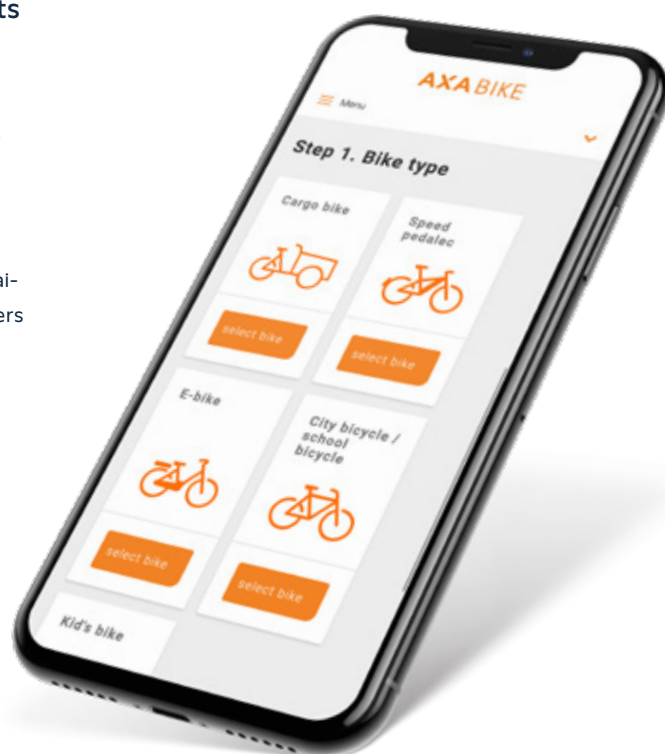 ts
ai-
ers
AXA BIKE
Menu
Step 1. Bike type
Cargo bike
select bike
Speed
pedalec
select bike
E-bike
select bike
City bicycle /
school
bicycle
select bike
Kid's bike